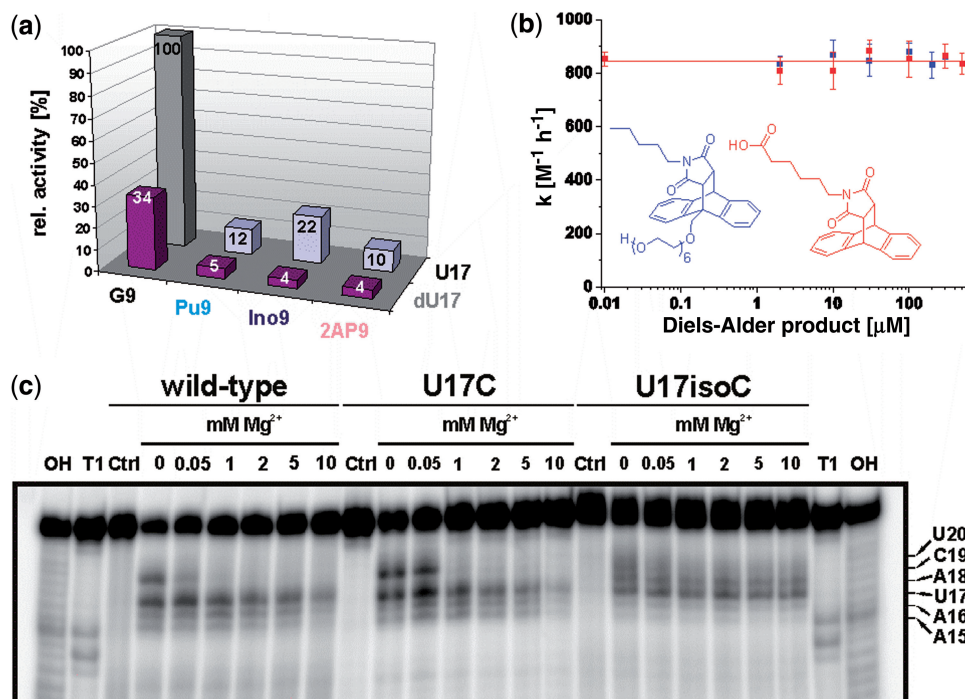 (a)
rel. activity [%]
100
90
80
70
60
50
40
30
20
10
0
100
34
12
22
10
5
4
4
G9
Pu9
Ino9
2AP9
U17
dU17
(b)
k [M⁻¹ h⁻¹]
1000
800
600
400
200
0
0.01
0.1
1
10
100
Diels-Alder product [μM]
O
N
O
O
H
(O
)6
O
HO
O
N
O
(c)
wild-type
U17C
U17isoC
mM Mg²⁺
mM Mg²⁺
mM Mg²⁺
OH T1 Ctrl 0 0.05 1 2 5 10 Ctrl 0 0.05 1 2 5 10 Ctrl 0 0.05 1 2 5 10 T1 OH
U20
C19
A18
U17
A16
A15